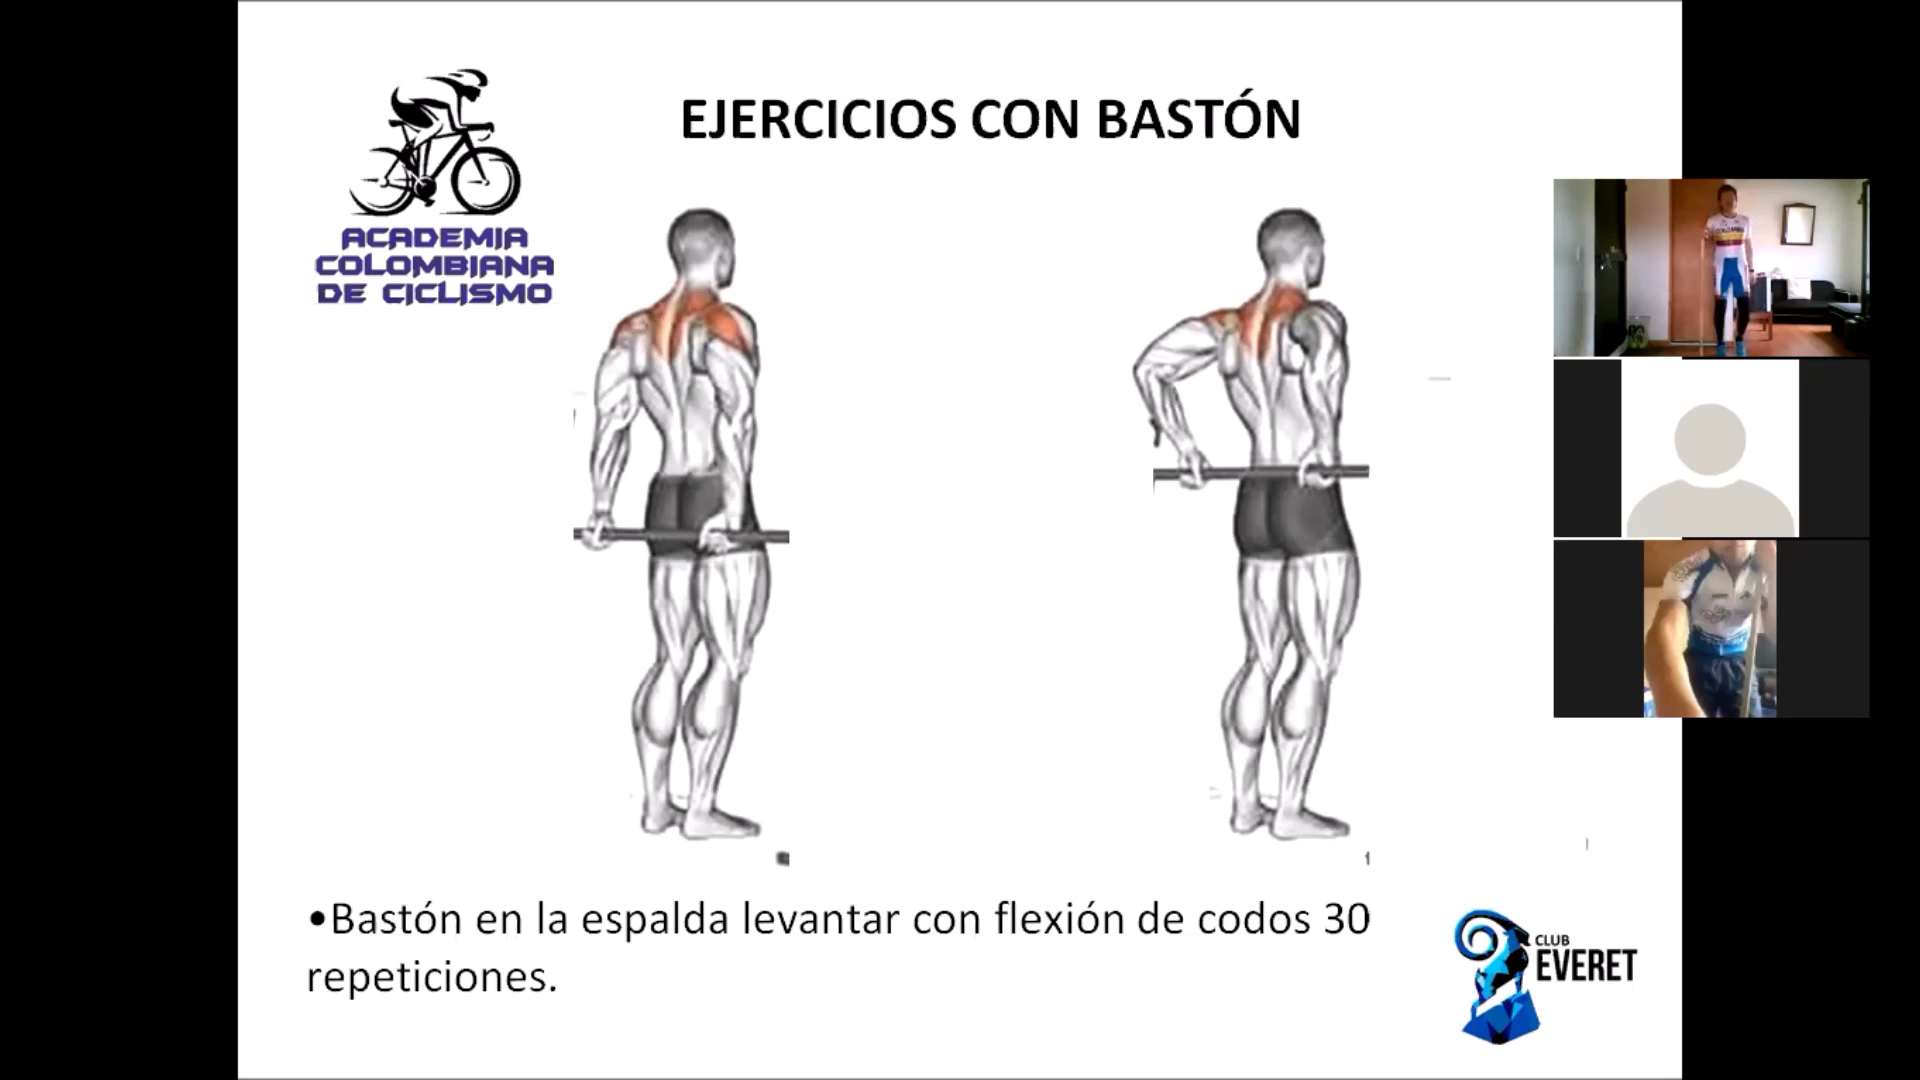 EJERCICIOS CON BASTÓN
ACADEMIA
COLOMBIANA
DE CICLISMO
COLOMBIA
•Bastón en la espalda levantar con flexión de codos 30
repeticiones.
CLUB
EVERET